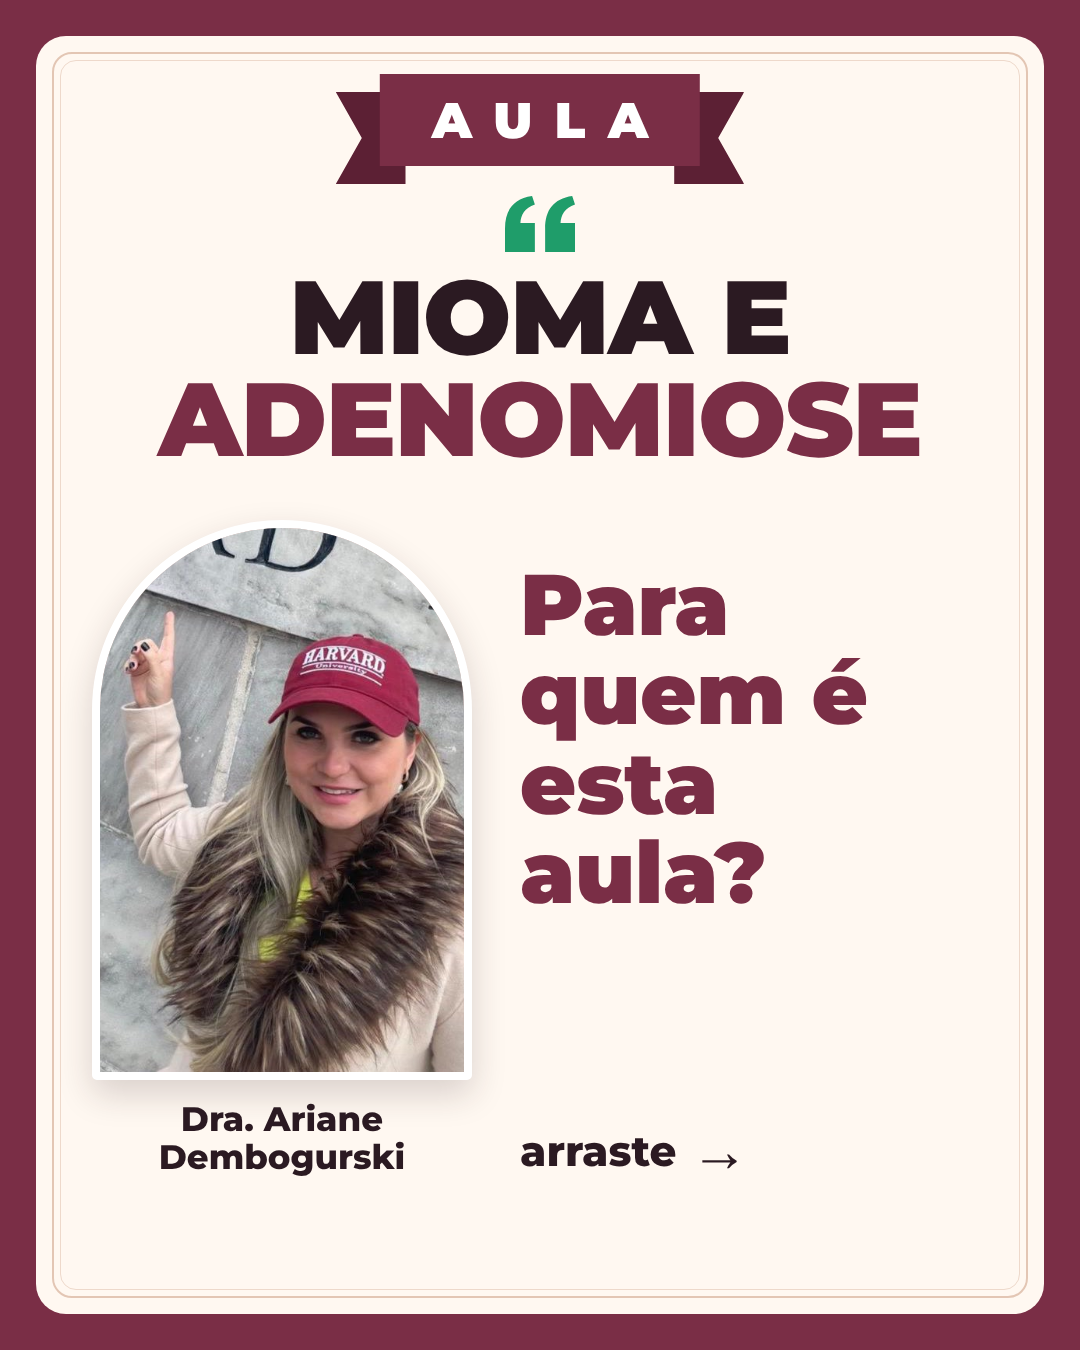 AULA
“
MIOMA E
ADENOMIOSE
D
HARVARD
University
Para
quem é
esta
aula?
Dra. Ariane
Dembogurski
arraste →